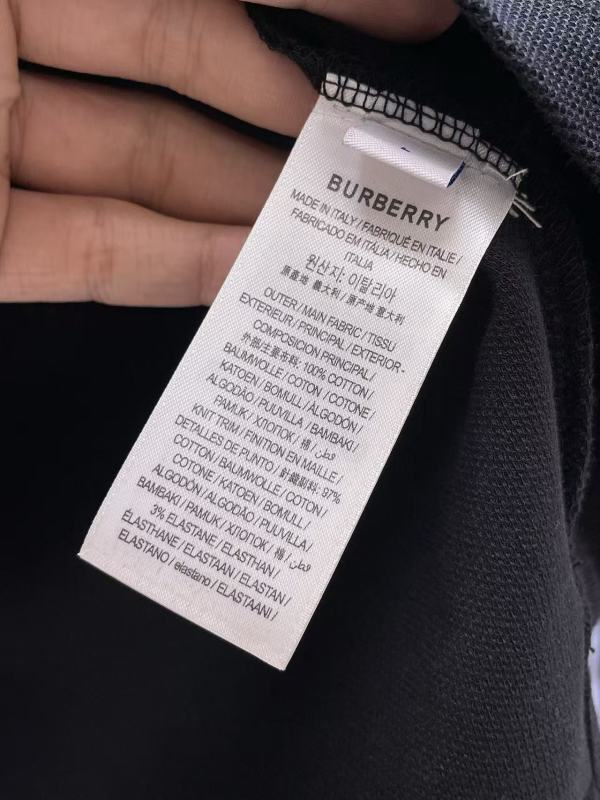 BURBERRY
MADE IN ITALY / FABRIQUÉ EN ITALIE /
FABRICADO EM ITÁLIA / HECHO EN
ITALIA
원산지: 이탈리아
原產地 義大利 / 原产地 意大利
OUTER / MAIN FABRIC / TISSU
EXTERIEUR / PRINCIPAL / EXTERIOR-
COMPOSICION PRINCIPAL /
外部主要布料: 100% COTTON /
BAUMWOLLE / COTON / COTONE /
KATOEN / BOMULL / ALGODÓN /
ALGODÃO / PUUVILLA / BAMBAKI /
PAMUK / ХЛОПОК / 棉 / قطن /
KNIT TRIM / FINITION EN MAILLE /
DETALLES DE PUNTO / 針織副料: 97%
COTTON / BAUMWOLLE / COTON /
COTONE / KATOEN / BOMULL /
ALGODÓN / ALGODÃO / PUUVILLA /
BAMBAKI / PAMUK / ХЛОПОК / 棉 / قطن /
3% ELASTANE / ELASTHAN /
ÉLASTHANE / ELASTAAN / ELASTAN /
ELASTANO / elastano / ELASTAANI /